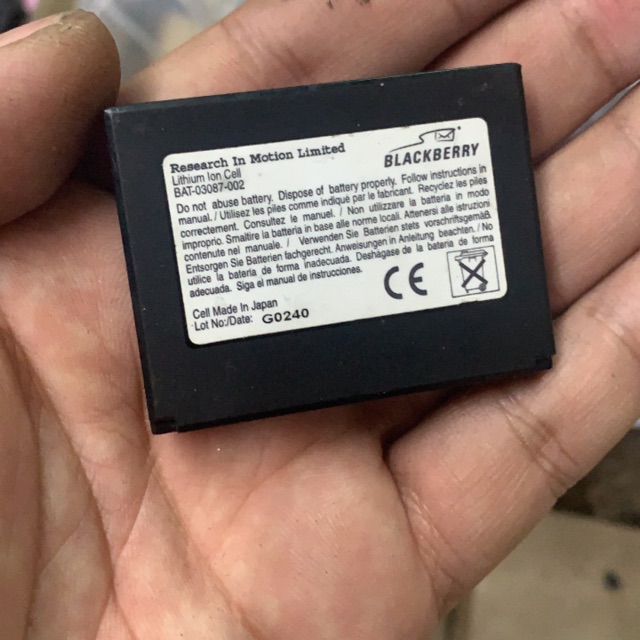 Research In Motion Limited
Lithium Ion Cell
BAT-03087-002
BLACKBERRY
Do not abuse battery. Dispose of battery properly. Follow instructions in
manual. / Utilisez les piles comme indiqué par le fabricant. Recyclez les piles
correctement. Consultez le manuel. / Non utilizzare la batteria in modo
improprio. Smaltire la batteria in base alle norme locali. Attenersi alle istruzioni
contenute nel manuale. / Verwenden Sie Batterien stets vorschriftsgemäß.
Entsorgen Sie Batterien fachgerecht. Anweisungen in Anleitung beachten. / No
utilice la batería de forma inadecuada. Deshágase de la batería de forma
adecuada. Siga el manual de instrucciones.
CE
Cell Made In Japan
Lot No:/Date: G0240